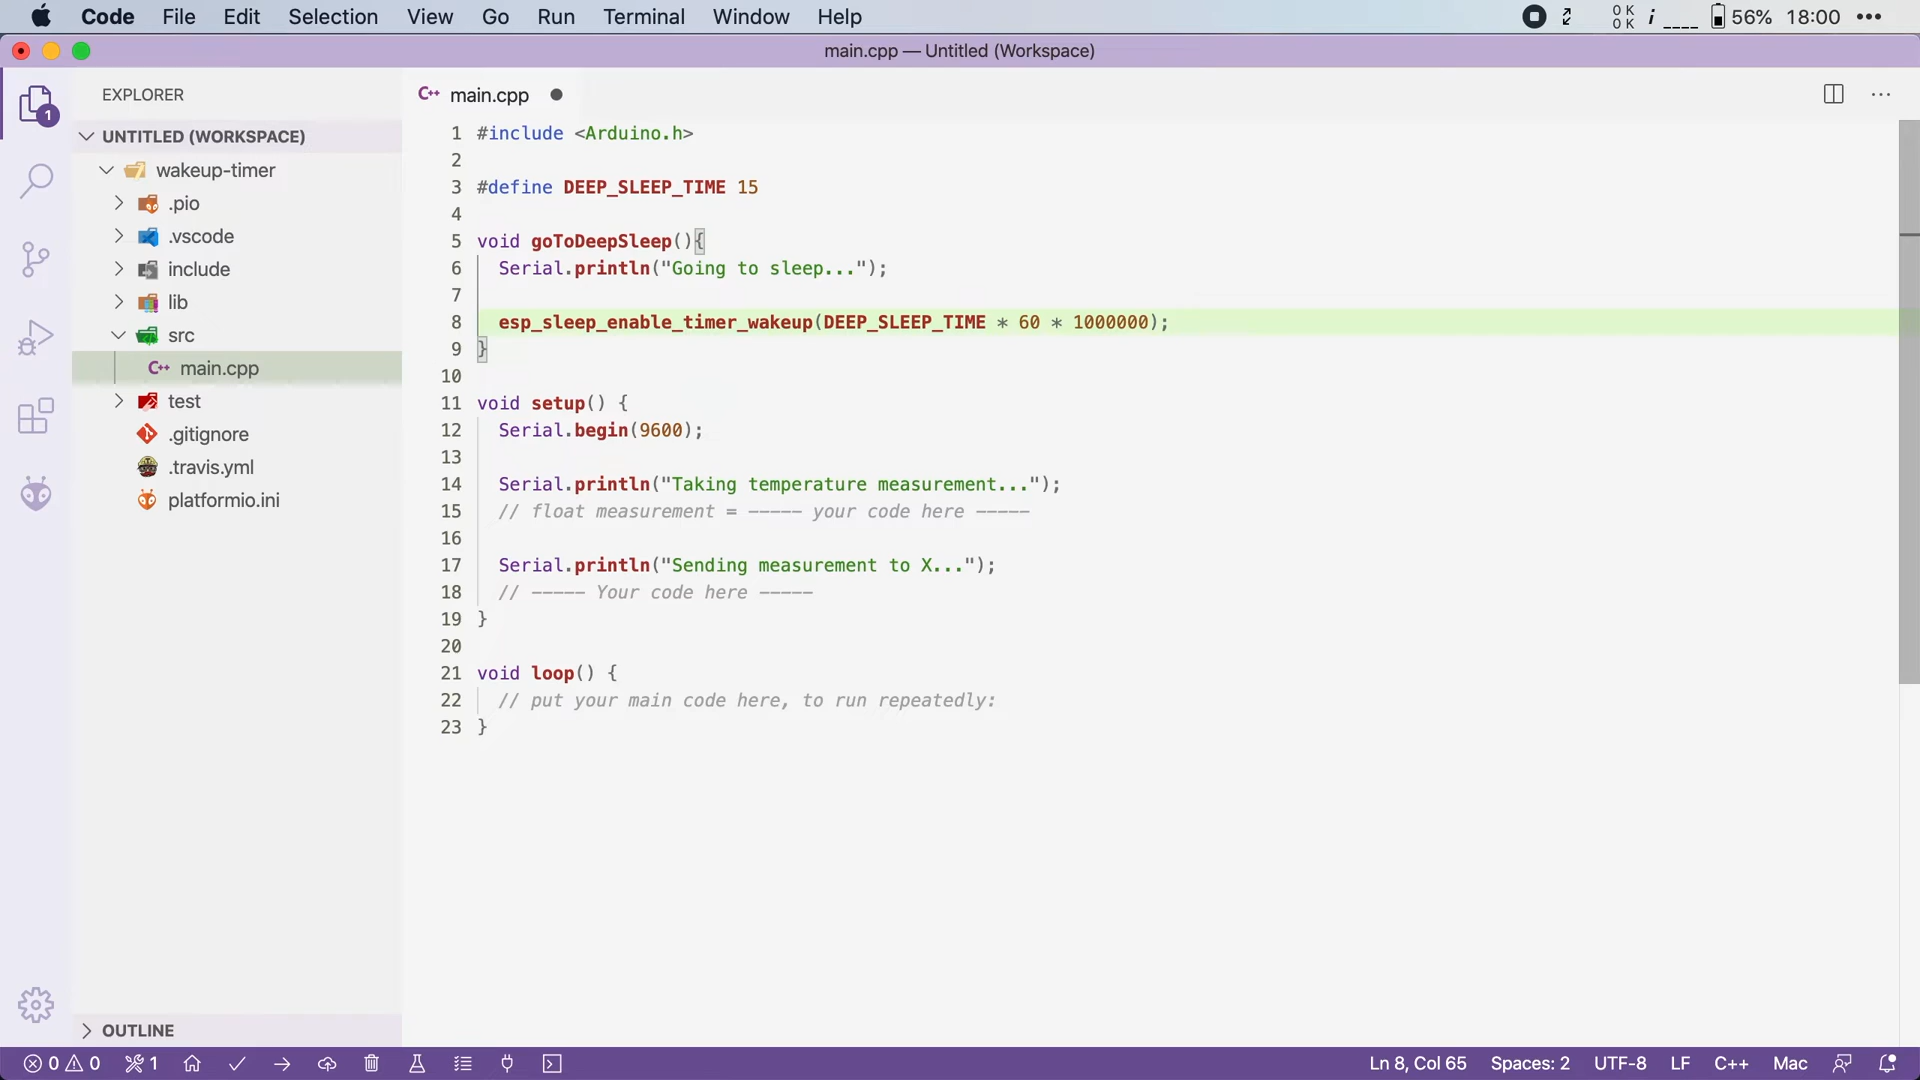 Code File Edit Selection View Go Run Terminal Window Help 0 K 0 K i 56% 18:00
main.cpp — Untitled (Workspace)
EXPLORER
UNTITLED (WORKSPACE)
wakeup-timer
.pio
.vscode
include
lib
src
C++ main.cpp
test
.gitignore
.travis.yml
platformio.ini
OUTLINE
1
C++ main.cpp
1 #include <Arduino.h>
2
3 #define DEEP_SLEEP_TIME 15
4
5 void goToDeepSleep(){
6 Serial.println("Going to sleep...");
7
8 esp_sleep_enable_timer_wakeup(DEEP_SLEEP_TIME * 60 * 1000000);
9 }
10
11 void setup() {
12 Serial.begin(9600);
13
14 Serial.println("Taking temperature measurement...");
15 // float measurement = ----- your code here -----
16
17 Serial.println("Sending measurement to X...");
18 // ----- Your code here -----
19 }
20
21 void loop() {
22 // put your main code here, to run repeatedly:
23 }
0 0 1 Ln 8, Col 65 Spaces: 2 UTF-8 LF C++ Mac